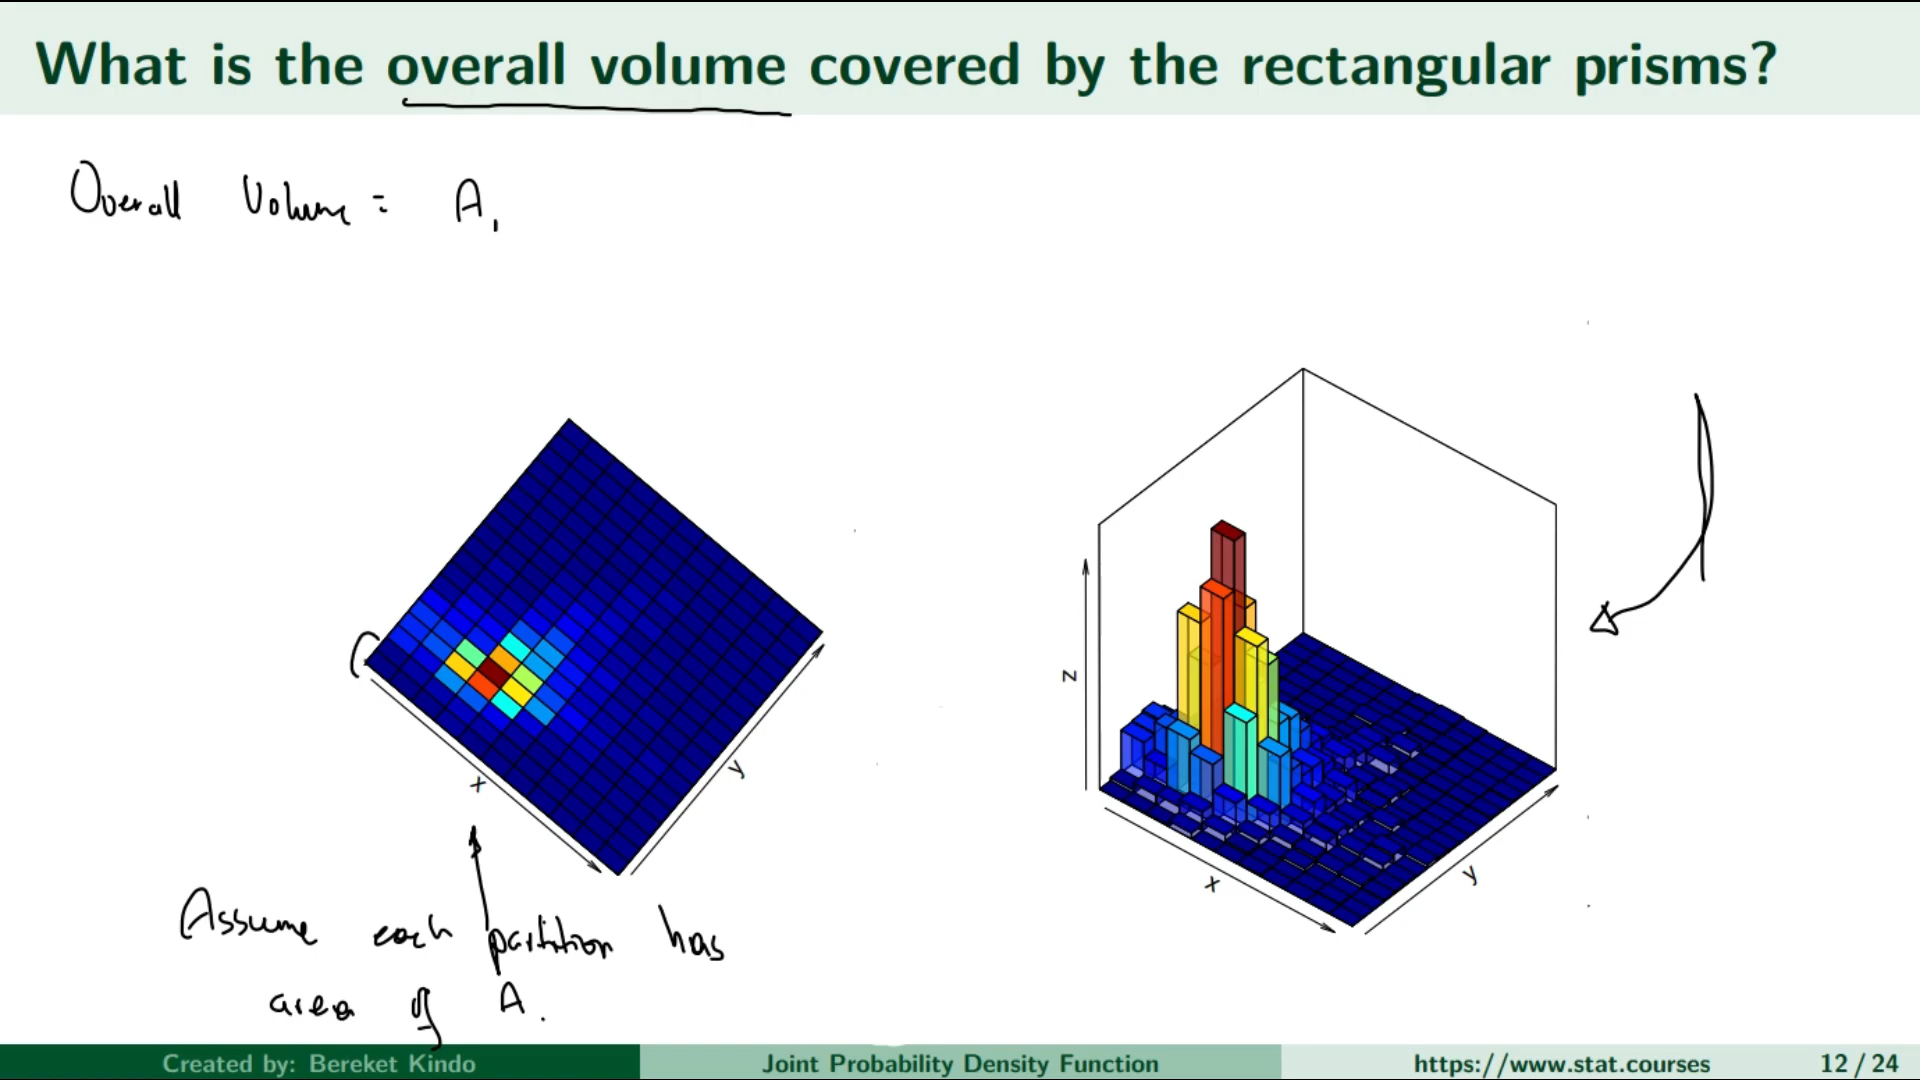 What is the overall volume covered by the rectangular prisms?
Overall Volume = A,
x
y
z
x
y
Assume each partition has
area of A.
Created by: Bereket Kindo Joint Probability Density Function https://www.stat.courses 12 / 24